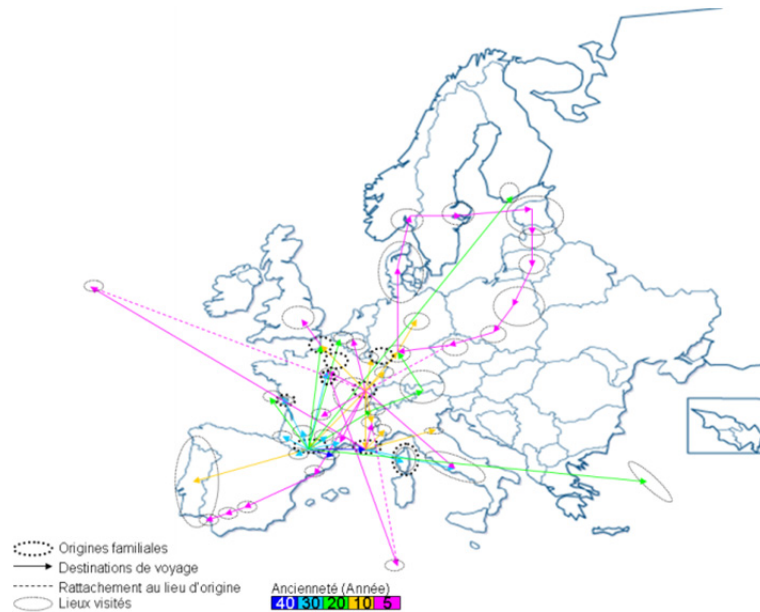 Origines familiales
Destinations de voyage
Rattachement au lieu d'origine
Lieux visités
Ancienneté (Année)
40 30 20 10 5